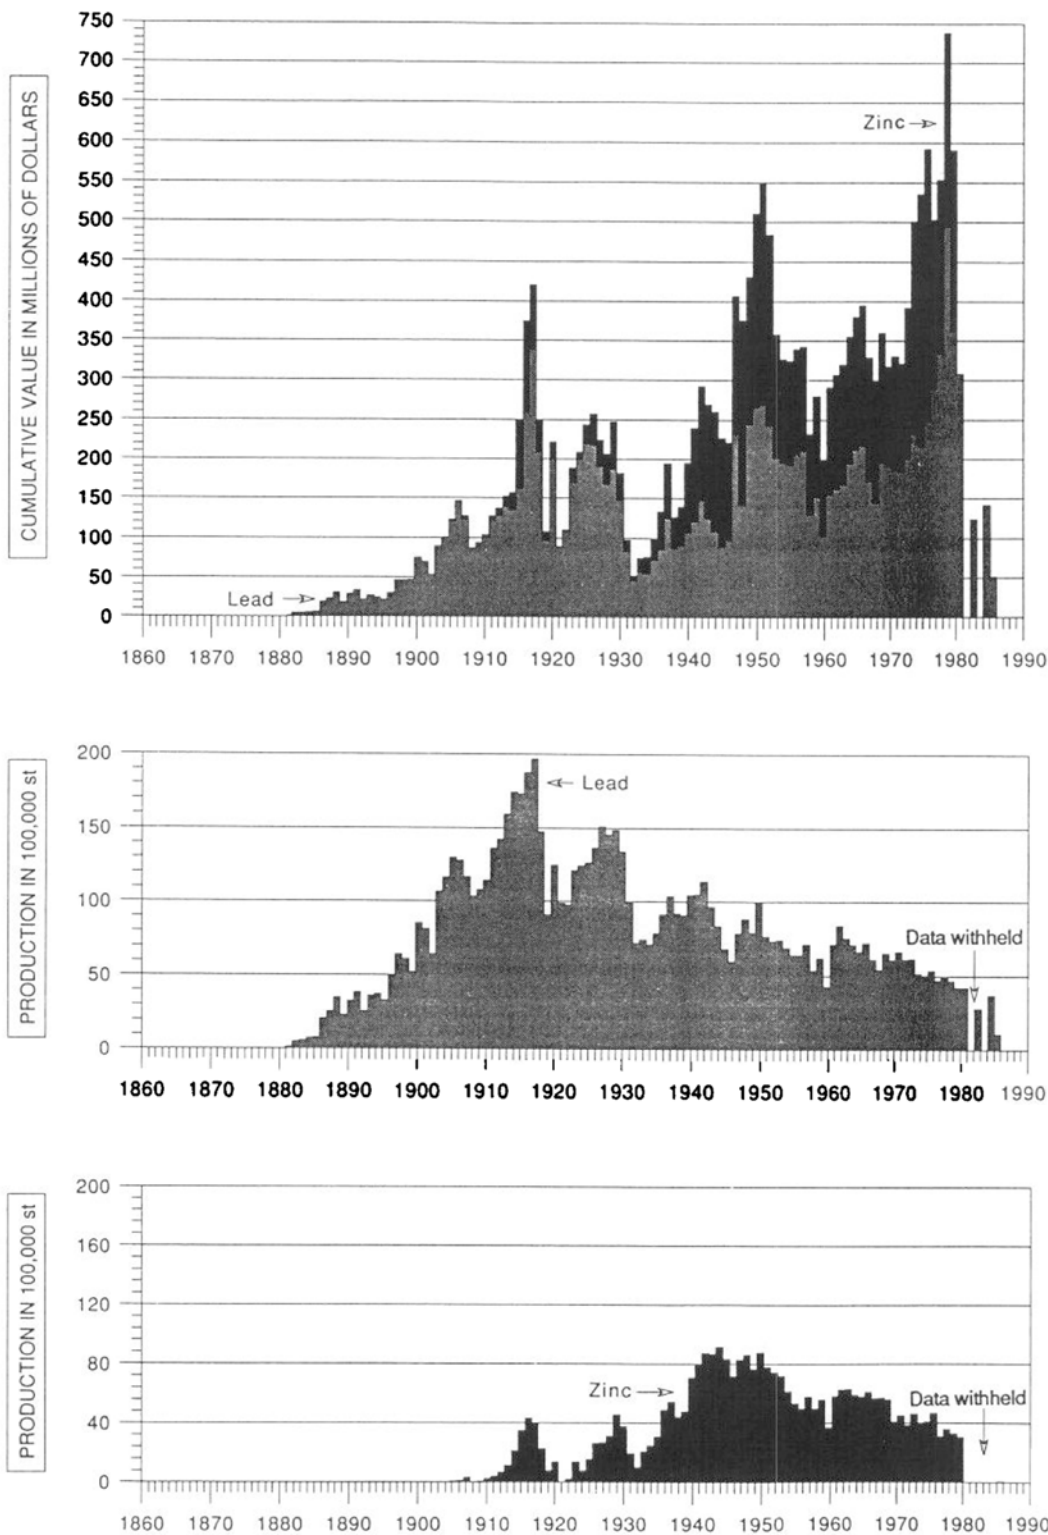 CUMULATIVE VALUE IN MILLIONS OF DOLLARS
750
700
650
600
550
500
450
400
350
300
250
200
150
100
50
0
Zinc
Lead
1860 1870 1880 1890 1900 1910 1920 1930 1940 1950 1960 1970 1980 1990
PRODUCTION IN 100,000 st
200
150
100
50
0
Lead
Data withheld
1860 1870 1880 1890 1900 1910 1920 1930 1940 1950 1960 1970 1980 1990
PRODUCTION IN 100,000 st
200
160
120
80
40
0
Zinc
Data withheld
1860 1870 1880 1890 1900 1910 1920 1930 1940 1950 1960 1970 1980 1990